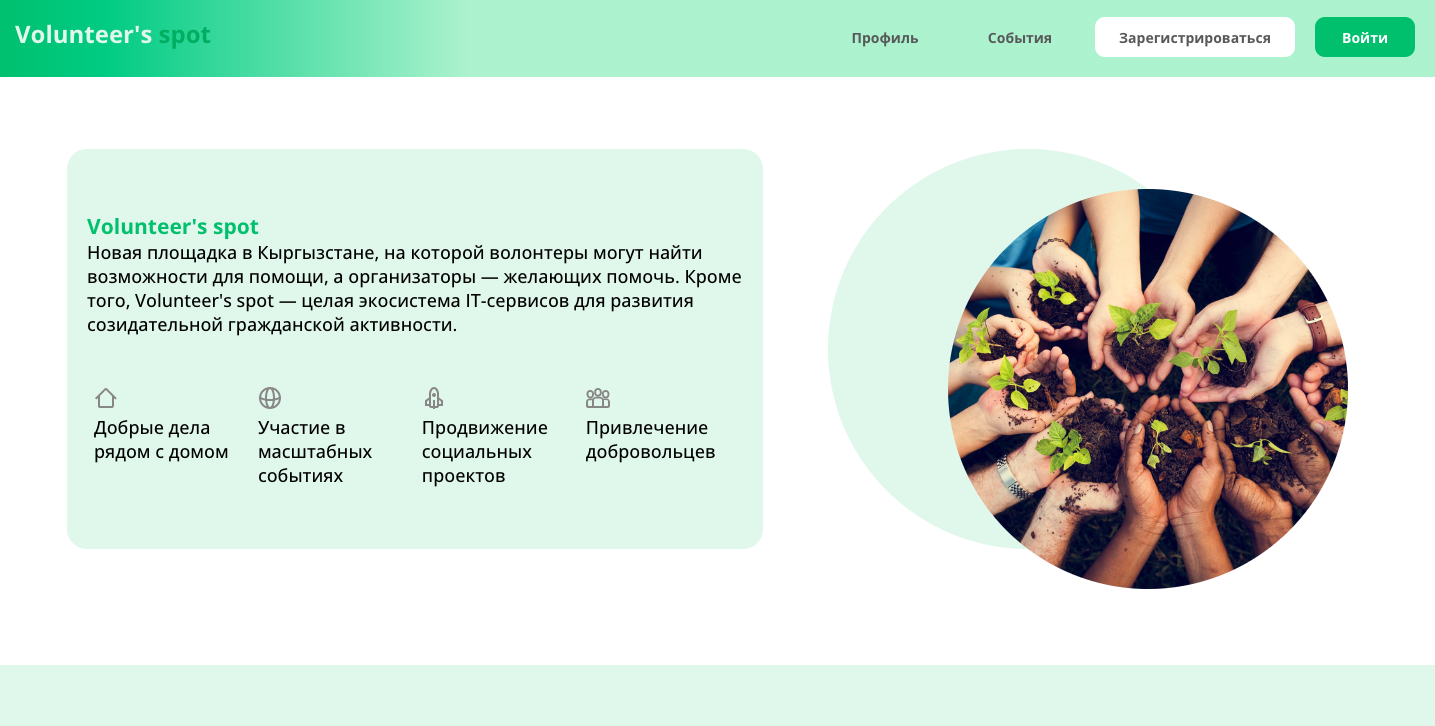 Volunteer's spot
Профиль
События
Зарегистрироваться
Войти
Volunteer's spot
Новая площадка в Кыргызстане, на которой волонтеры могут найти
возможности для помощи, а организаторы — желающих помочь. Кроме
того, Volunteer's spot — целая экосистема IT-сервисов для развития
созидательной гражданской активности.
Добрые дела
рядом с домом
Участие в
масштабных
событиях
Продвижение
социальных
проектов
Привлечение
добровольцев